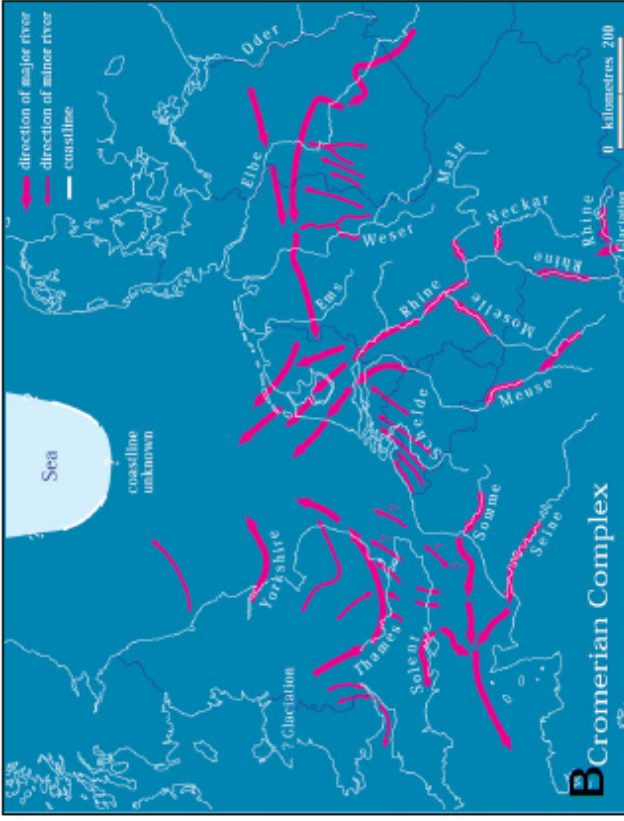 direction of major river
direction of minor river
coastline
Sea
coastline
unknown
Oder
Elbe
Weser
Ems
Main
Neckar
Rhine
Rhine
Rhine
Moselle
Meuse
Schelde
Somme
Seine
Yorkshire
Thames
Solent
? Glaciation
0 kilometres 200
B Cromerian Complex